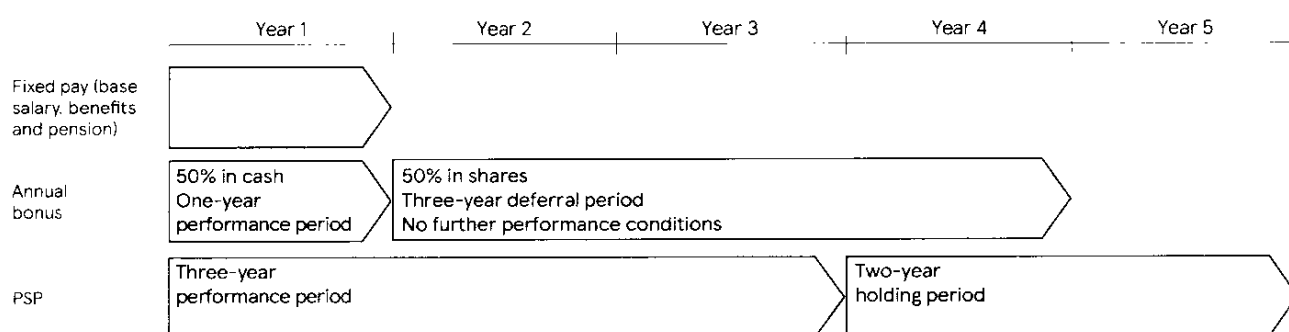 Year 1 Year 2 Year 3 Year 4 Year 5
Fixed pay (base
salary, benefits
and pension)
Annual
bonus
50% in cash
One-year
performance period
50% in shares
Three-year deferral period
No further performance conditions
PSP
Three-year
performance period
Two-year
holding period